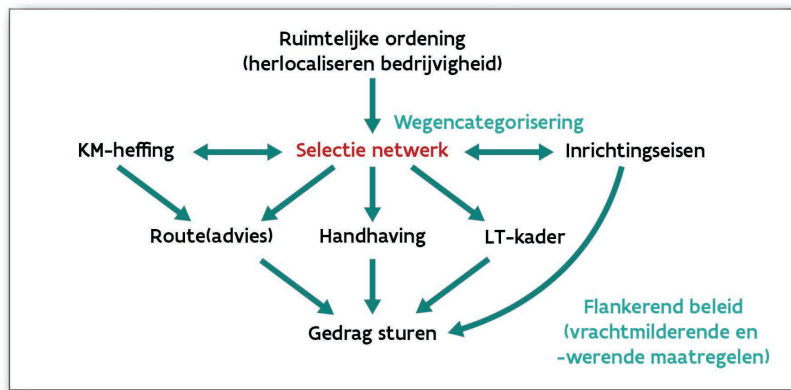 Ruimtelijke ordening
(herlocaliseren bedrijvigheid)
Wegencategorisering
KM-heffing
Selectie netwerk
Inrichtingseisen
Route(advies)
Handhaving
LT-kader
Gedrag sturen
Flankerend beleid
(vrachtmilderende en
-werende maatregelen)